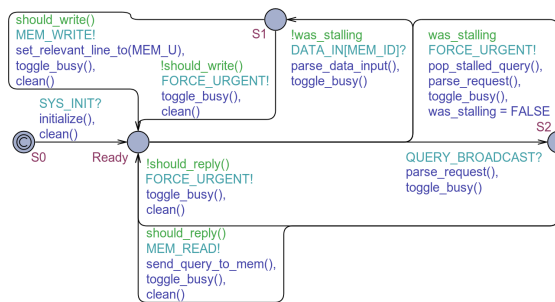 should_write()
MEM_WRITE!
set_relevant_line_to(MEM_U),
toggle_busy(),
clean()
S1
!should_write()
FORCE_URGENT!
toggle_busy(),
clean()
!was_stalling
DATA_IN[MEM_ID]?
parse_data_input(),
toggle_busy()
was_stalling
FORCE_URGENT!
pop_stalled_query(),
parse_request(),
toggle_busy(),
was_stalling = FALSE
SYS_INIT?
initialize(),
clean()
S0
Ready
S2
!should_reply()
FORCE_URGENT!
toggle_busy(),
clean()
QUERY_BROADCAST?
parse_request(),
toggle_busy()
should_reply()
MEM_READ!
send_query_to_mem(),
toggle_busy(),
clean()